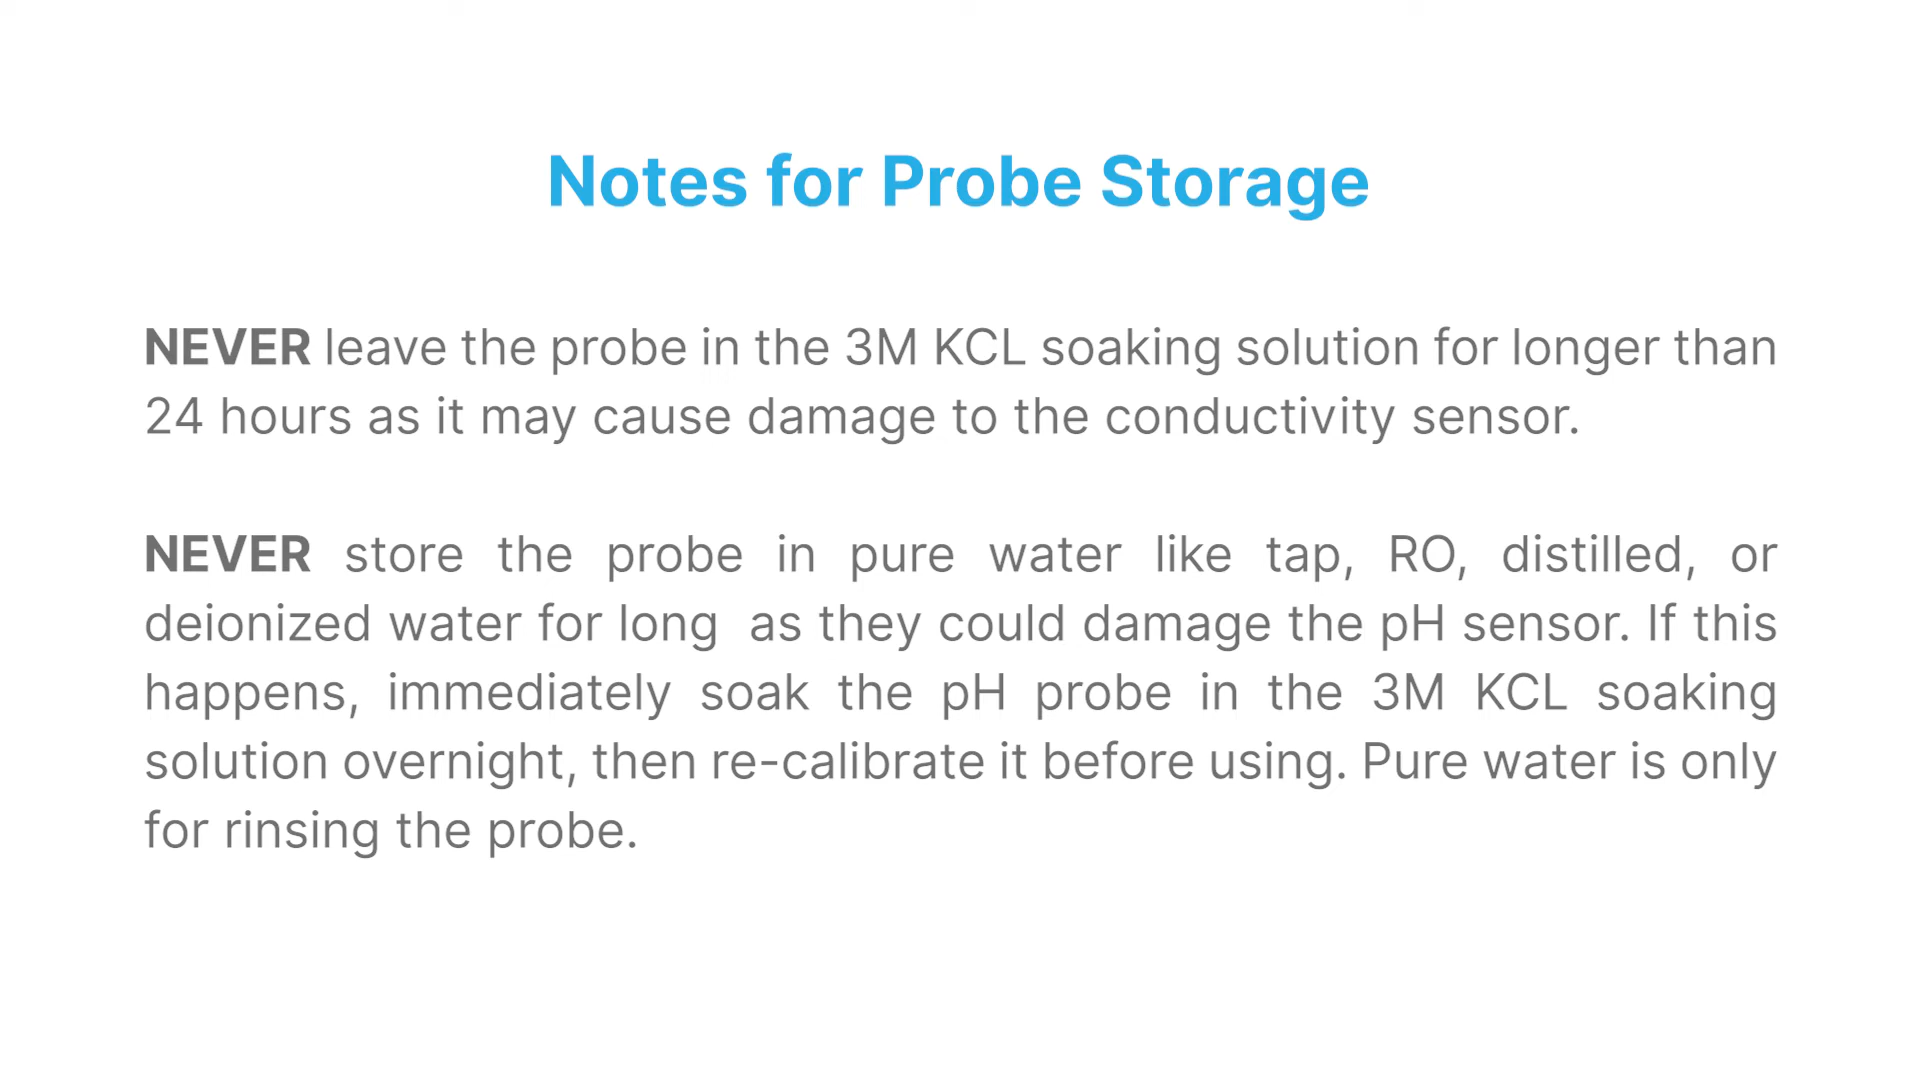 Notes for Probe Storage
NEVER leave the probe in the 3M KCL soaking solution for longer than
24 hours as it may cause damage to the conductivity sensor.
NEVER store the probe in pure water like tap, RO, distilled, or
deionized water for long  as they could damage the pH sensor. If this
happens, immediately soak the pH probe in the 3M KCL soaking
solution overnight, then re-calibrate it before using. Pure water is only
for rinsing the probe.